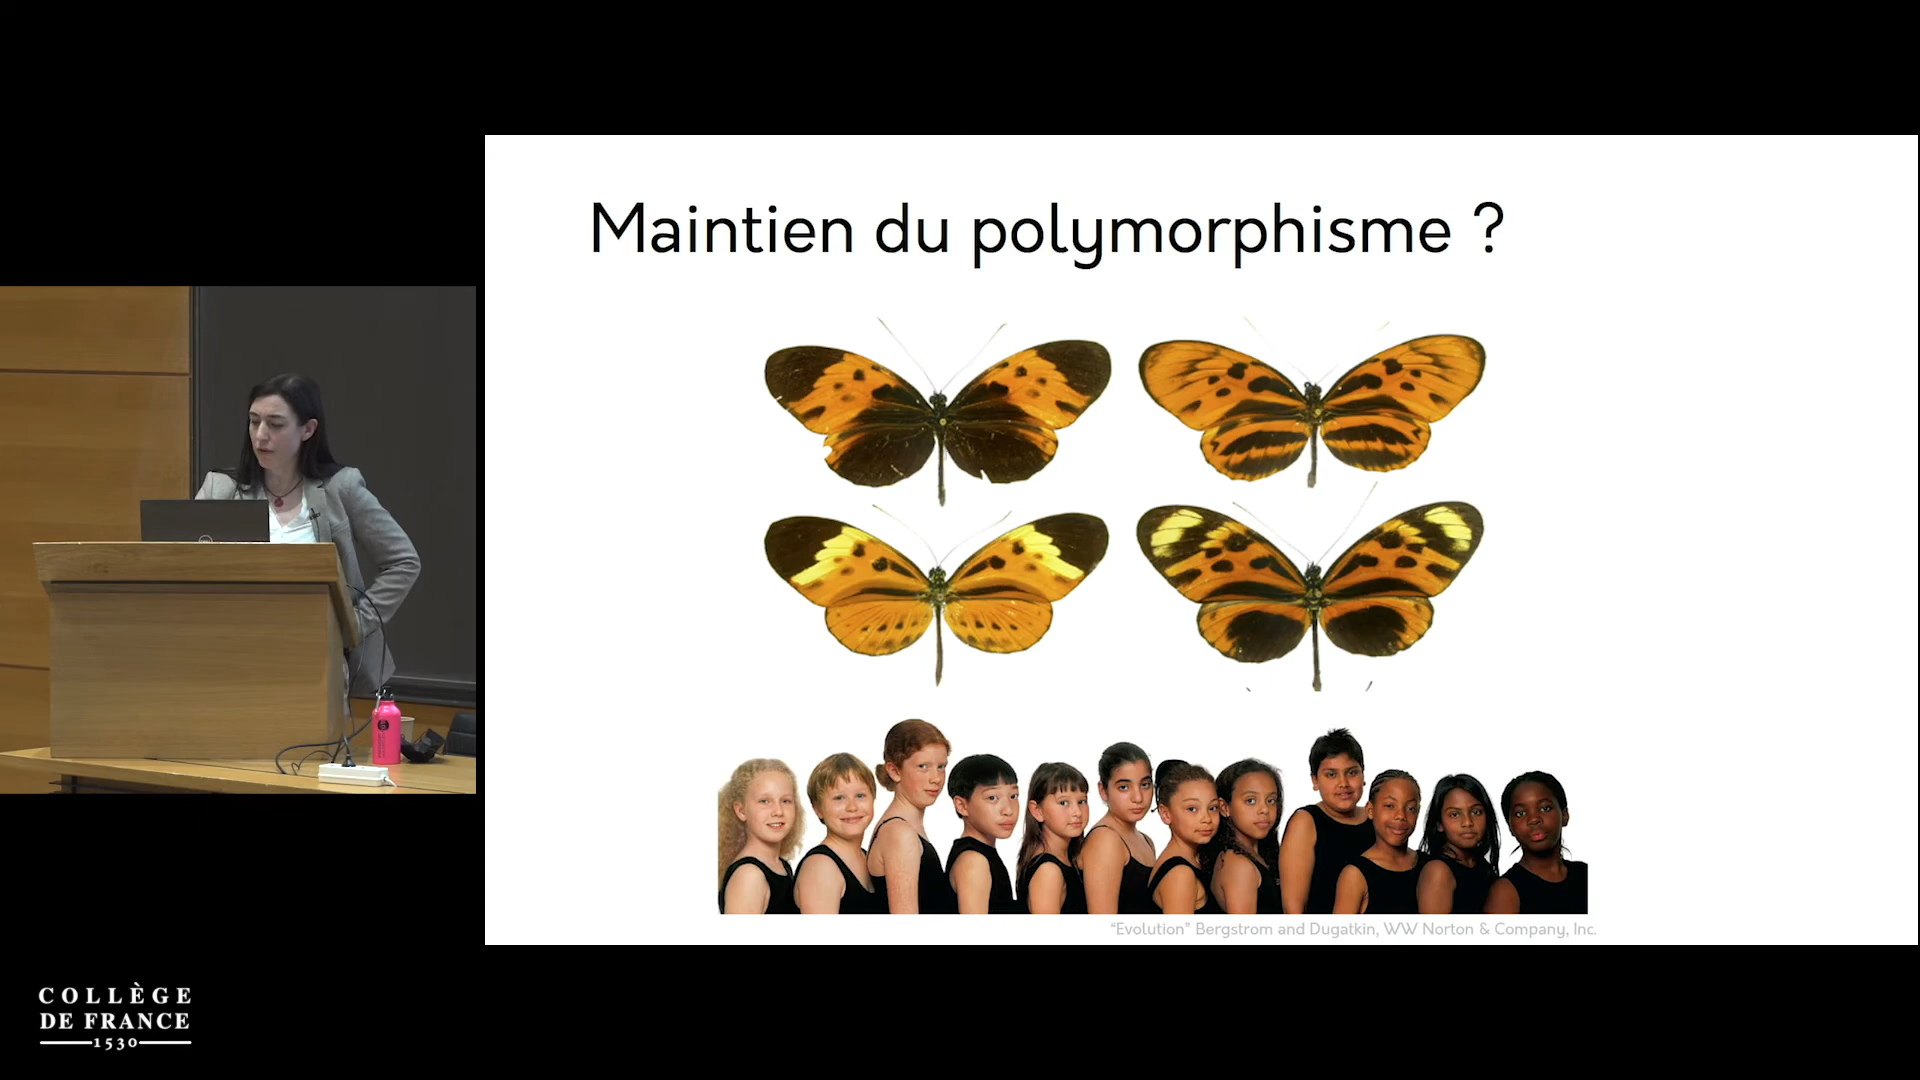 Maintien du polymorphisme ?
“Evolution” Bergstrom and Dugatkin, WW Norton & Company, Inc.
COLLÈGE
DE FRANCE
1530